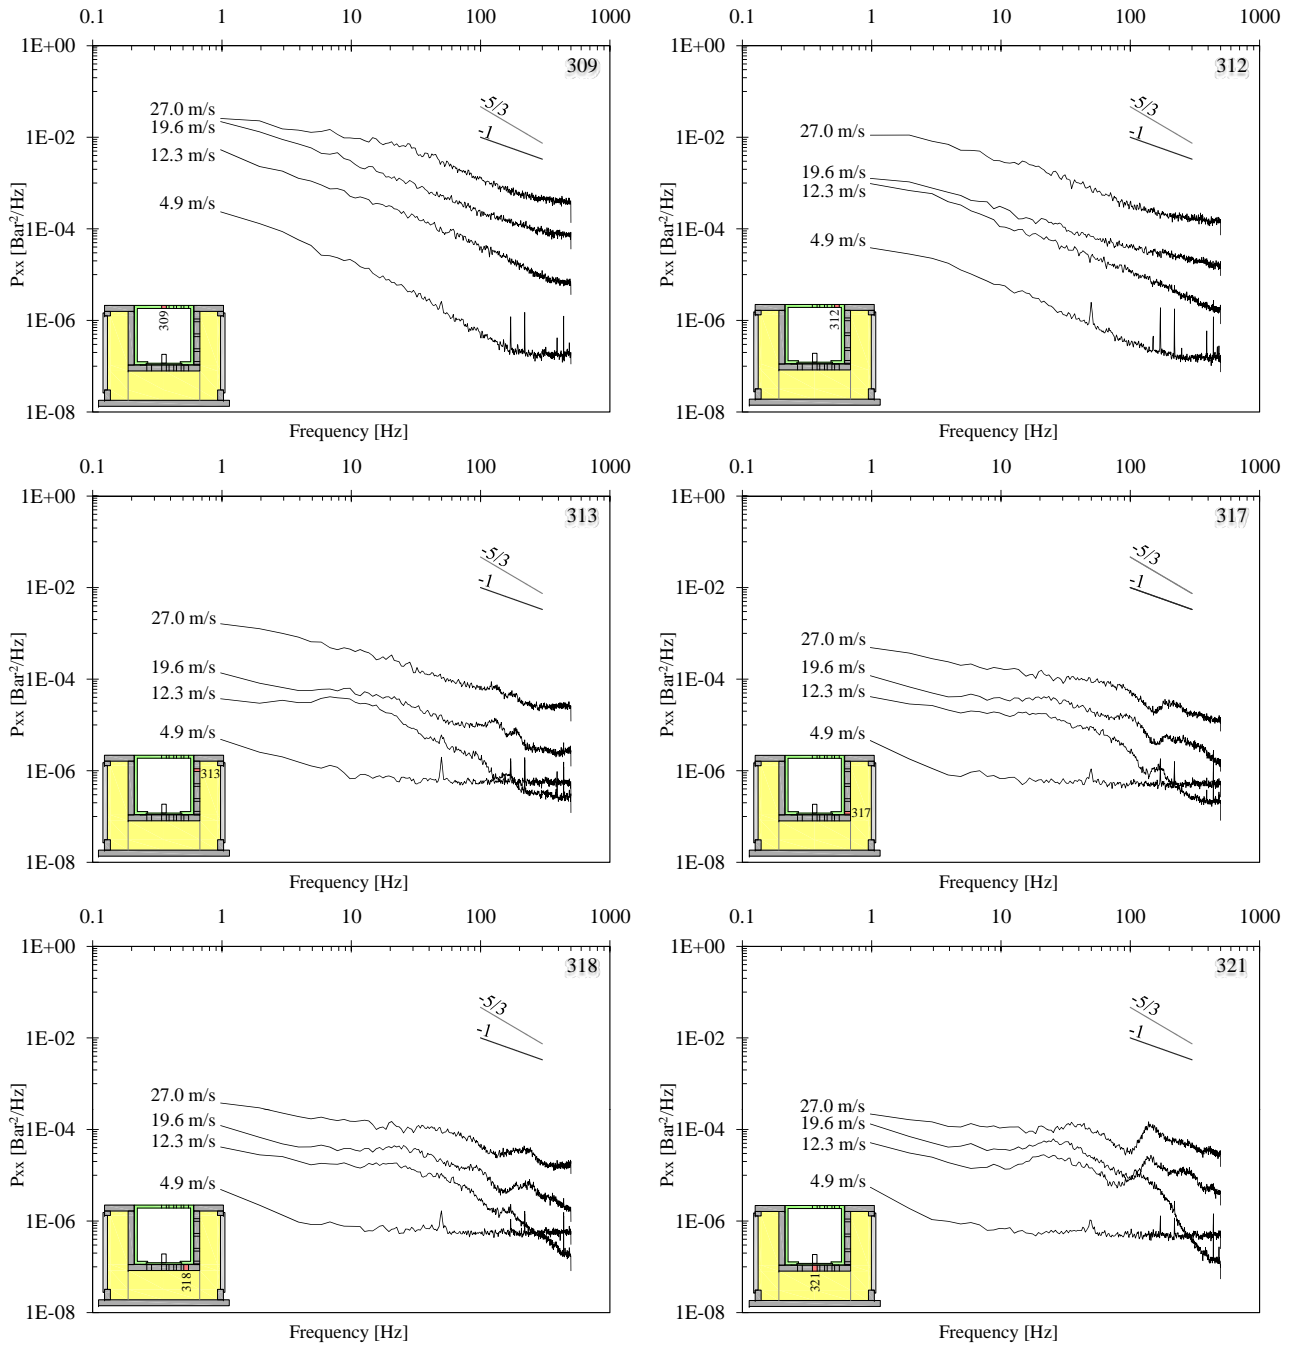 0.1 1 10 100 1000
1E+00
309
-5/3
27.0 m/s
19.6 m/s
1E-02
-1
12.3 m/s
4.9 m/s
1E-04
Pxx [Bar²/Hz]
309
1E-06
1E-08
Frequency [Hz]
0.1 1 10 100 1000
1E+00
312
-5/3
27.0 m/s
1E-02
-1
19.6 m/s
12.3 m/s
4.9 m/s
1E-04
Pxx [Bar²/Hz]
312
1E-06
1E-08
Frequency [Hz]
0.1 1 10 100 1000
1E+00
313
-5/3
1E-02
-1
27.0 m/s
19.6 m/s
12.3 m/s
4.9 m/s
1E-04
Pxx [Bar²/Hz]
1E-06
313
1E-08
Frequency [Hz]
0.1 1 10 100 1000
1E+00
317
-5/3
1E-02
-1
27.0 m/s
19.6 m/s
12.3 m/s
4.9 m/s
1E-04
Pxx [Bar²/Hz]
1E-06
317
1E-08
Frequency [Hz]
0.1 1 10 100 1000
1E+00
318
-5/3
1E-02
-1
27.0 m/s
19.6 m/s
12.3 m/s
4.9 m/s
1E-04
Pxx [Bar²/Hz]
1E-06
318
1E-08
Frequency [Hz]
0.1 1 10 100 1000
1E+00
321
-5/3
1E-02
-1
27.0 m/s
19.6 m/s
12.3 m/s
4.9 m/s
1E-04
Pxx [Bar²/Hz]
1E-06
321
1E-08
Frequency [Hz]